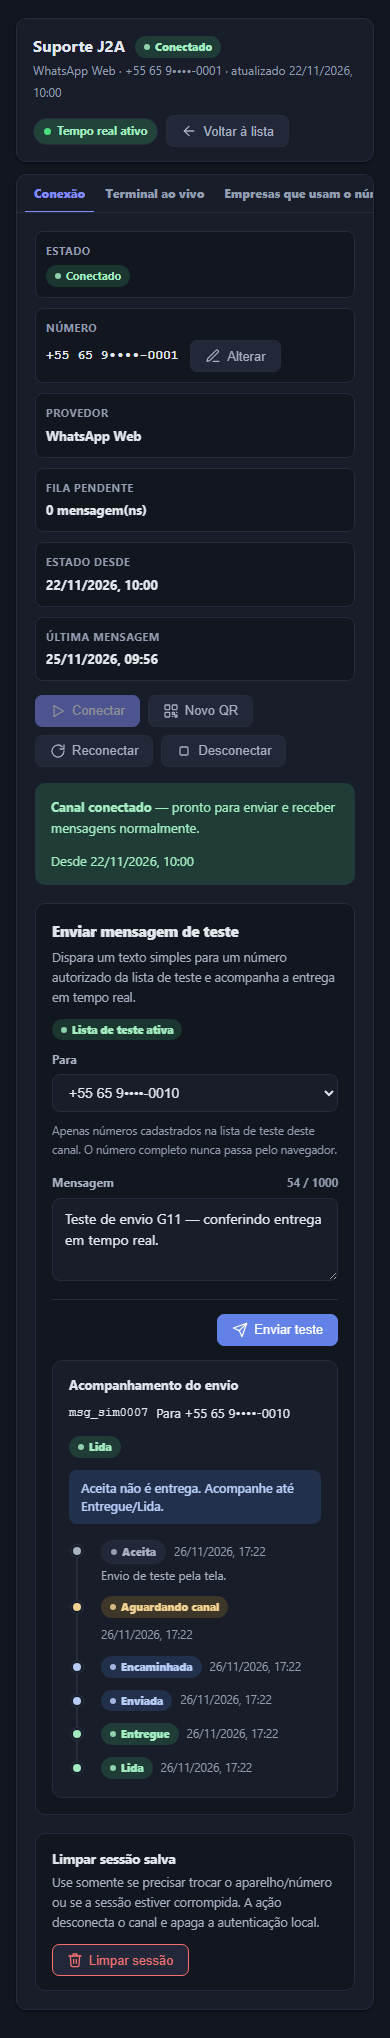 Suporte J2A
Conectado
WhatsApp Web · +55 65 9••••-0001 · atualizado 22/11/2026,
10:00
Tempo real ativo
Voltar à lista
Conexão
Terminal ao vivo
Empresas que usam o nún
ESTADO
Conectado
NÚMERO
+55 65 9••••-0001
Alterar
PROVEDOR
WhatsApp Web
FILA PENDENTE
0 mensagem(ns)
ESTADO DESDE
22/11/2026, 10:00
ÚLTIMA MENSAGEM
25/11/2026, 09:56
Conectar
Novo QR
Reconectar
Desconectar
Canal conectado — pronto para enviar e receber
mensagens normalmente.
Desde 22/11/2026, 10:00
Enviar mensagem de teste
Dispara um texto simples para um número
autorizado da lista de teste e acompanha a entrega
em tempo real.
Lista de teste ativa
Para
+55 65 9••••-0010
Apenas números cadastrados na lista de teste deste
canal. O número completo nunca passa pelo navegador.
Mensagem
54 / 1000
Teste de envio G11 — conferindo entrega
em tempo real.
Enviar teste
Acompanhamento do envio
msg_sim0007 Para +55 65 9••••-0010
Lida
Aceita não é entrega. Acompanhe até
Entregue/Lida.
Aceita 26/11/2026, 17:22
Envio de teste pela tela.
Aguardando canal
26/11/2026, 17:22
Encaminhada 26/11/2026, 17:22
Enviada 26/11/2026, 17:22
Entregue 26/11/2026, 17:22
Lida 26/11/2026, 17:22
Limpar sessão salva
Use somente se precisar trocar o aparelho/número
ou se a sessão estiver corrompida. A ação
desconecta o canal e apaga a autenticação local.
Limpar sessão